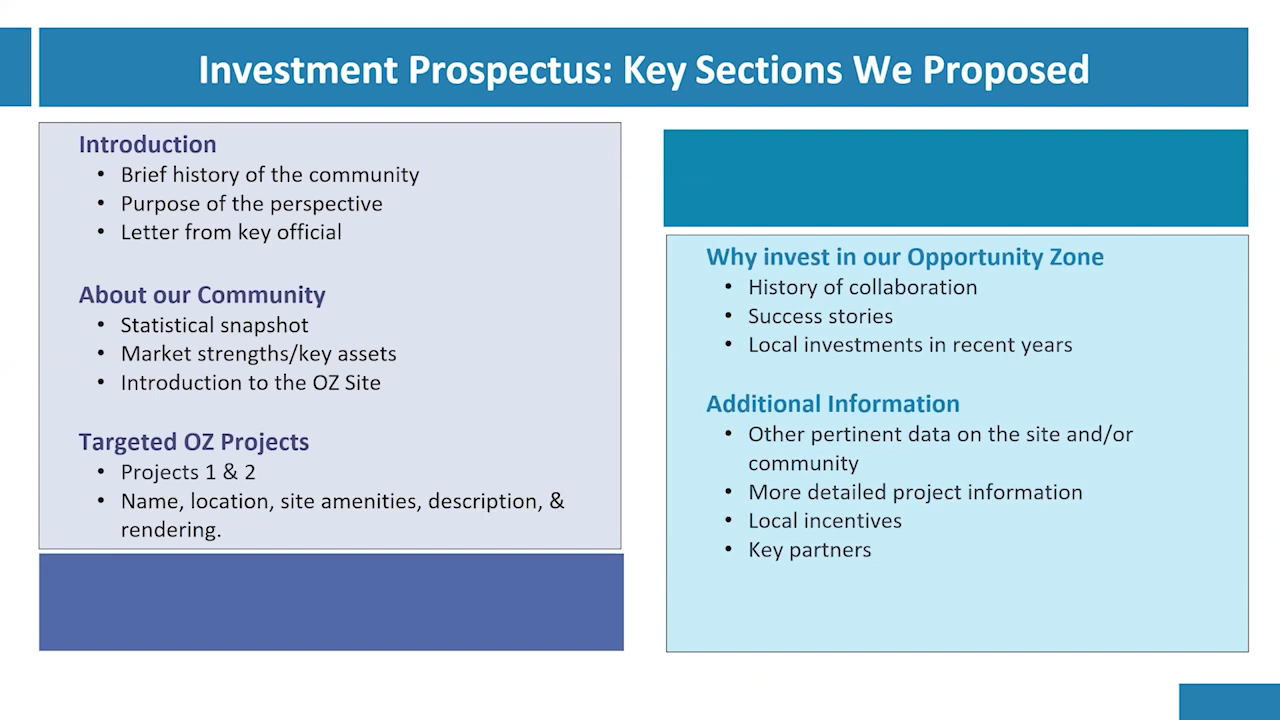 Investment Prospectus: Key Sections We Proposed
Introduction
• Brief history of the community
• Purpose of the perspective
• Letter from key official
About our Community
• Statistical snapshot
• Market strengths/key assets
• Introduction to the OZ Site
Targeted OZ Projects
• Projects 1 & 2
• Name, location, site amenities, description, &
rendering.
Why invest in our Opportunity Zone
• History of collaboration
• Success stories
• Local investments in recent years
Additional Information
• Other pertinent data on the site and/or
community
• More detailed project information
• Local incentives
• Key partners